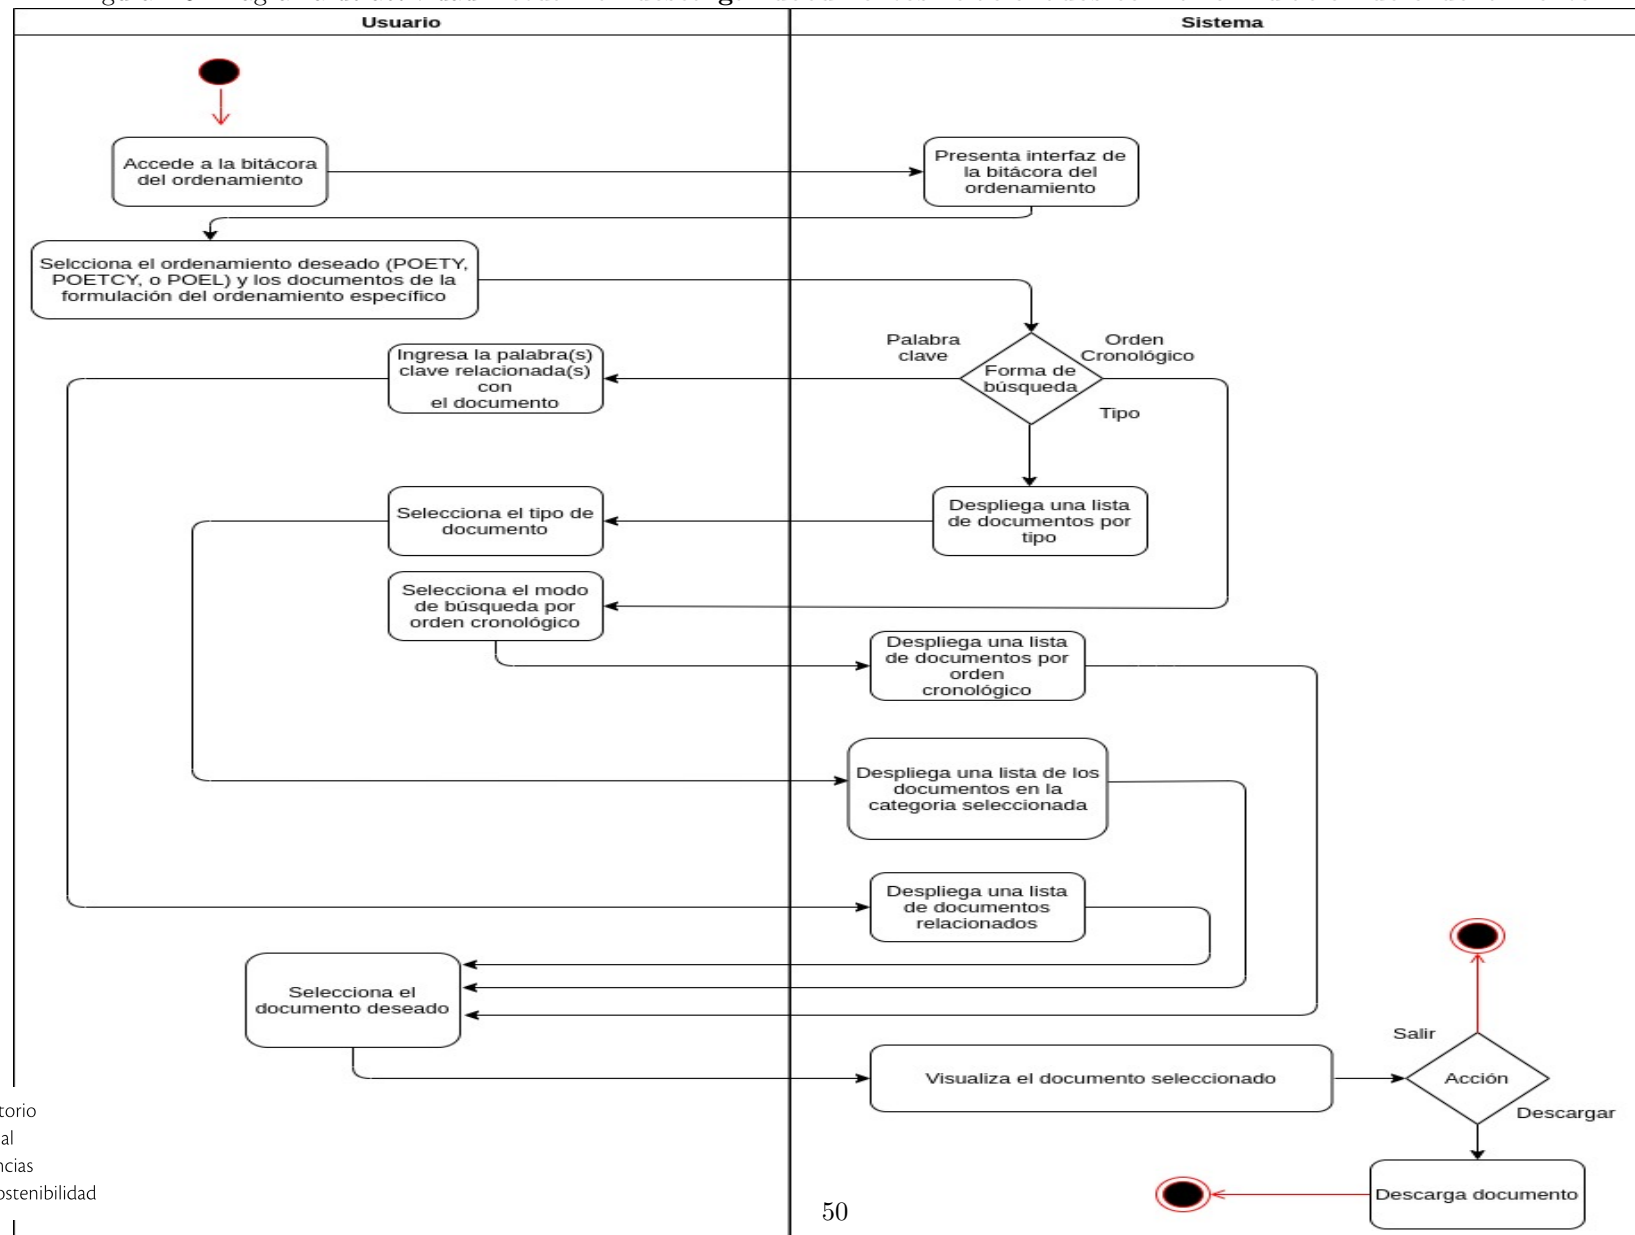 Usuario
Sistema
Accede a la bitácora
del ordenamiento
Presenta interfaz de
la bitácora del
ordenamiento
Selcciona el ordenamiento deseado (POETY,
POETCY, o POEL) y los documentos de la
formulación del ordenamiento específico
Palabra
clave
Orden
Cronológico
Forma de
búsqueda
Tipo
Ingresa la palabra(s)
clave relacionada(s)
con
el documento
Selecciona el tipo de
documento
Despliega una lista
de documentos por
tipo
Selecciona el modo
de búsqueda por
orden cronológico
Despliega una lista
de documentos por
orden
cronológico
Despliega una lista de los
documentos en la
categoria seleccionada
Despliega una lista
de documentos
relacionados
Selecciona el
documento deseado
Visualiza el documento seleccionado
Salir
Acción
Descargar
Descarga documento
torio
al
ncias
ostenibilidad
50